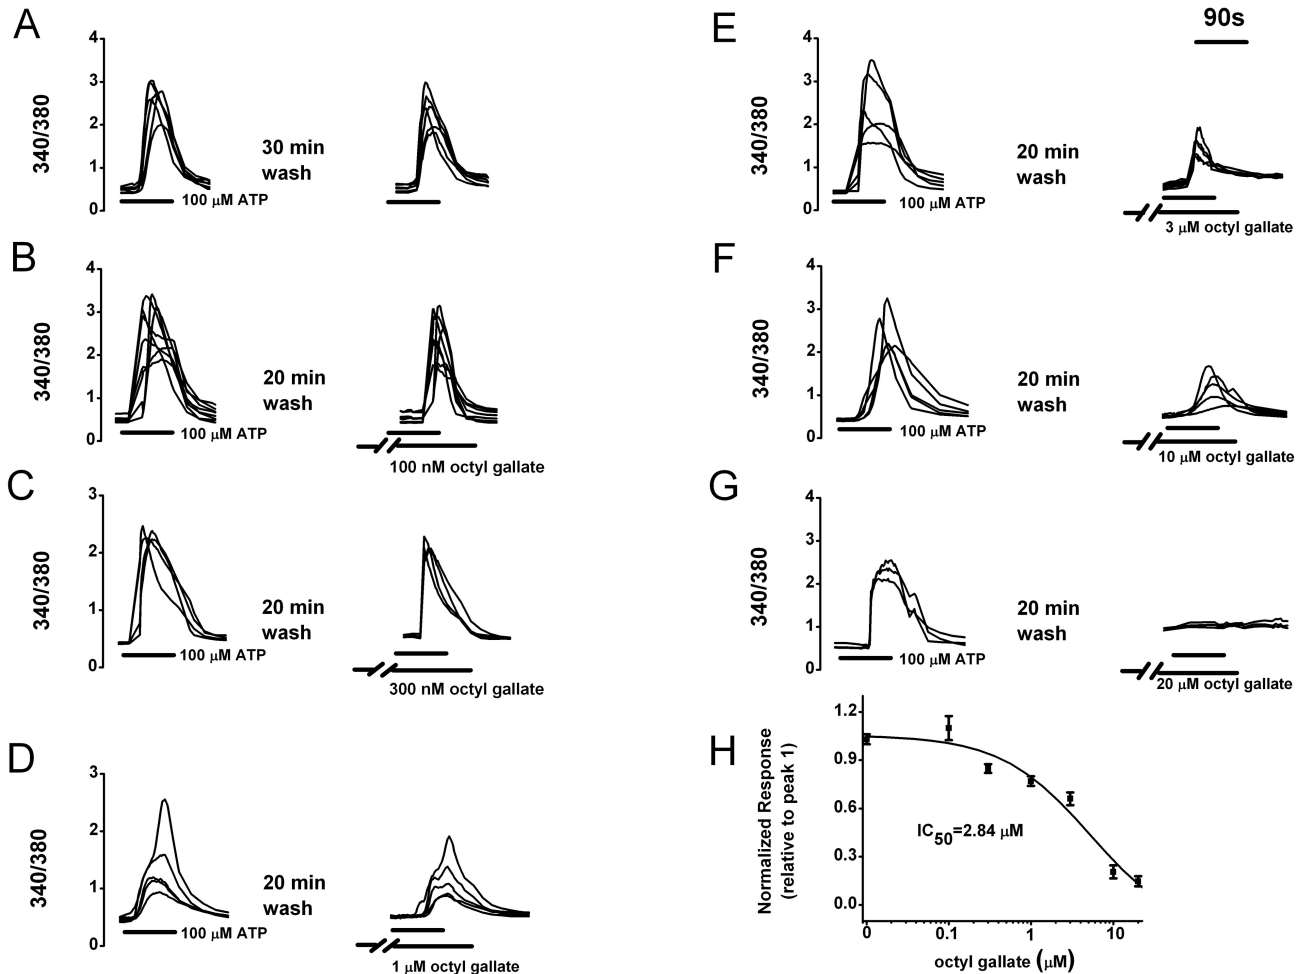 A
4
3
2
1
0
340/380
30 min
wash
100 μM ATP
B
4
3
2
1
0
340/380
20 min
wash
100 μM ATP
100 nM octyl gallate
C
3
2
1
0
340/380
20 min
wash
100 μM ATP
300 nM octyl gallate
D
3
2
1
0
340/380
20 min
wash
100 μM ATP
1 μM octyl gallate
E
90s
4
3
2
1
0
340/380
20 min
wash
100 μM ATP
3 μM octyl gallate
F
4
3
2
1
0
340/380
20 min
wash
100 μM ATP
10 μM octyl gallate
G
4
3
2
1
0
340/380
20 min
wash
100 μM ATP
20 μM octyl gallate
H
Normalized Response
(relative to peak 1)
1.2
0.9
0.6
0.3
0.0
IC50=2.84 μM
0 0.1 1 10
octyl gallate (μM)